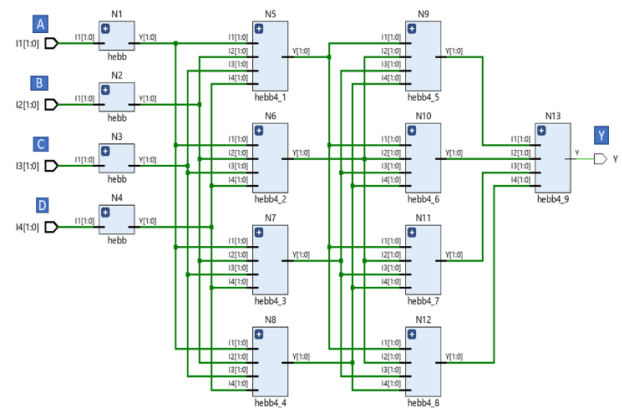 A
I1[1:0]
N1
I1[1:0] Y[1:0]
hebb
B
I2[1:0]
N2
I1[1:0] Y[1:0]
hebb
C
I3[1:0]
N3
I1[1:0] Y[1:0]
hebb
D
I4[1:0]
N4
I1[1:0] Y[1:0]
hebb
N5
I1[1:0]
I2[1:0] Y[1:0]
I3[1:0]
I4[1:0]
hebb4_1
N6
I1[1:0]
I2[1:0] Y[1:0]
I3[1:0]
I4[1:0]
hebb4_2
N7
I1[1:0]
I2[1:0] Y[1:0]
I3[1:0]
I4[1:0]
hebb4_3
N8
I1[1:0]
I2[1:0] Y[1:0]
I3[1:0]
I4[1:0]
hebb4_4
N9
I1[1:0]
I2[1:0] Y[1:0]
I3[1:0]
I4[1:0]
hebb4_5
N10
I1[1:0]
I2[1:0] Y[1:0]
I3[1:0]
I4[1:0]
hebb4_6
N11
I1[1:0]
I2[1:0] Y[1:0]
I3[1:0]
I4[1:0]
hebb4_7
N12
I1[1:0]
I2[1:0] Y[1:0]
I3[1:0]
I4[1:0]
hebb4_8
N13
I1[1:0]
I2[1:0] Y
I3[1:0]
I4[1:0]
hebb4_9
Y
Y